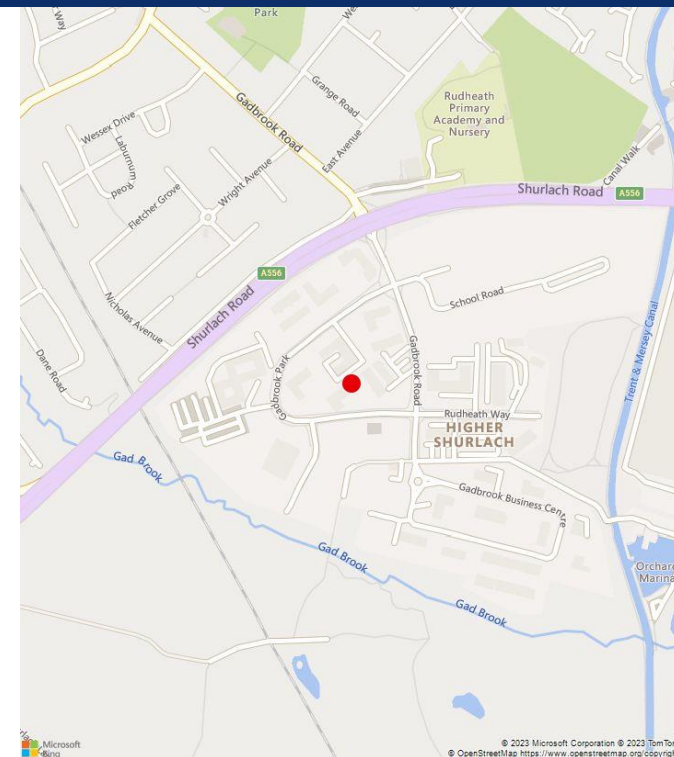 Way
Park
Grange Road
Gadbrook Road
Wessex Drive
Laburnum
Road
East Avenue
Rudheath
Primary
Academy and
Nursery
Canal Walk
Fletcher Grove
Wright Avenue
Shurlach Road
A556
A556
Shurlach Road
School Road
Nicholas Avenue
Trent & Mersey Canal
Dane Road
Gadbrook Park
Gadbrook Road
Rudheath Way
HIGHER
SHURLACH
Gad Brook
Gadbrook Business Centre
Gad Brook
Orchard
Marina
Gad Brook
Microsoft
Bing
© 2023 Microsoft Corporation © 2023 TomTom
© OpenStreetMap https://www.openstreetmap.org/copyright